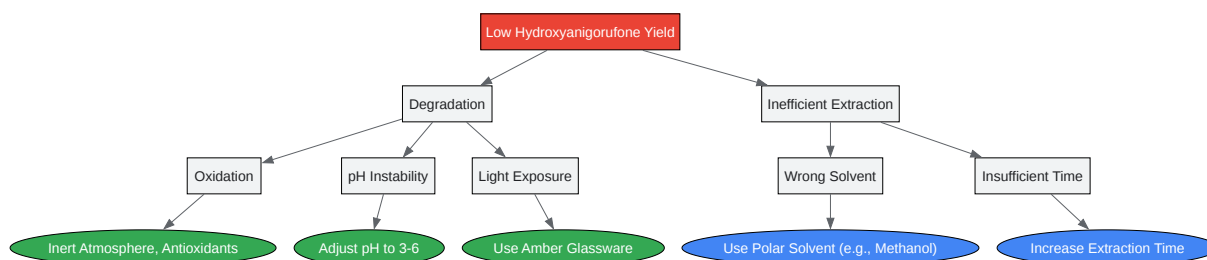 Low Hydroxyanigorufone Yield
Degradation
Inefficient Extraction
Oxidation
pH Instability
Light Exposure
Wrong Solvent
Insufficient Time
Inert Atmosphere, Antioxidants
Adjust pH to 3-6
Use Amber Glassware
Use Polar Solvent (e.g., Methanol)
Increase Extraction Time